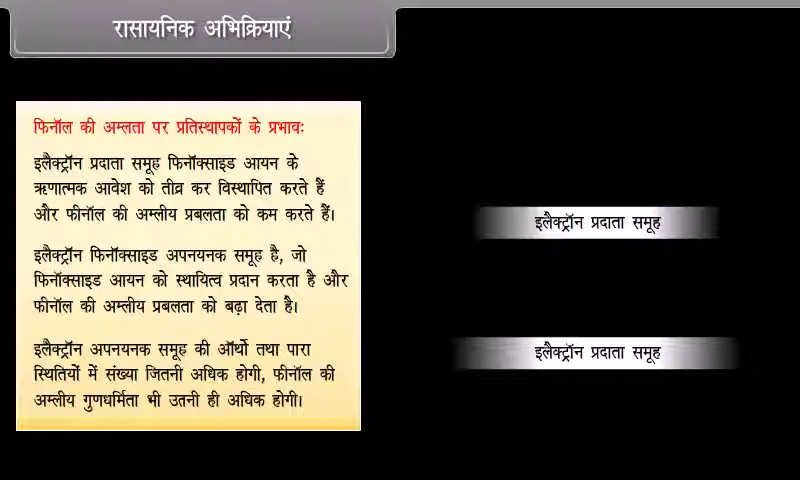 रासायनिक अभिक्रियाएं
फिनॉल की अम्लता पर प्रतिस्थापकों के प्रभावः
इलैक्ट्रॉन प्रदाता समूह फिनॉक्साइड आयन के
ऋणात्मक आवेश को तीव्र कर विस्थापित करते हैं
और फीनॉल की अम्लीय प्रबलता को कम करते हैं।
इलैक्ट्रॉन फिनॉक्साइड अपनयनक समूह है, जो
फिनॉक्साइड आयन को स्थायित्व प्रदान करता है और
फीनॉल की अम्लीय प्रबलता को बढ़ा देता है।
इलैक्ट्रॉन अपनयनक समूह की ऑर्थो तथा पारा
स्थितियों में संख्या जितनी अधिक होगी, फीनॉल की
अम्लीय गुणधर्मिता भी उतनी ही अधिक होगी।
इलैक्ट्रॉन प्रदाता समूह
इलैक्ट्रॉन प्रदाता समूह